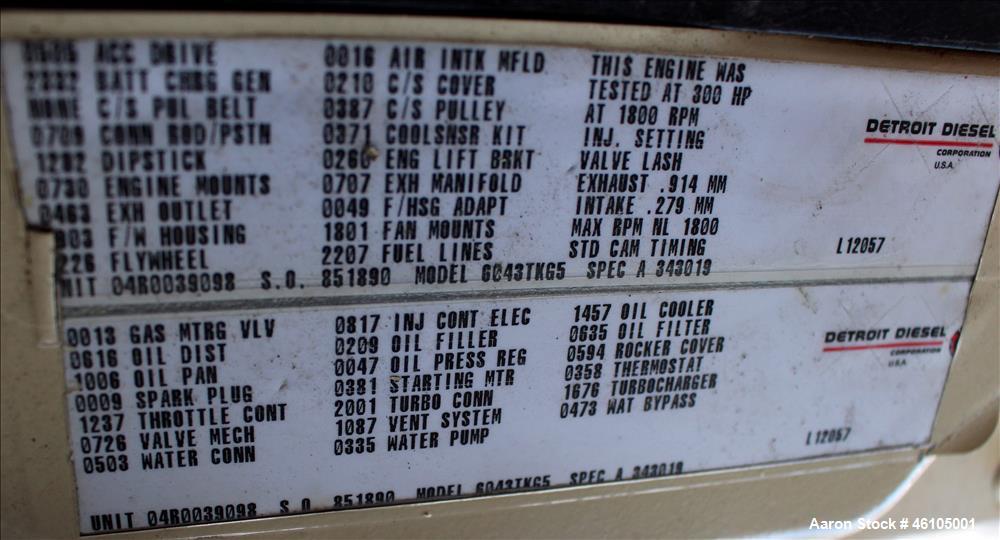 ACC DRIVE
2332 BATT CHRG GEN
NONE C/S PUL BELT
0709 CONN ROD/PSTN
1202 DIPSTICK
0730 ENGINE MOUNTS
0463 EXH OUTLET
F/W HOUSING
FLYWHEEL
0016 AIR INTK MFLD
0210 C/S COVER
0387 C/S PULLEY
0371 COOLSNSR KIT
0260 ENG LIFT BRKT
0707 EXH MANIFOLD
0049 F/HSG ADAPT
1801 FAN MOUNTS
2207 FUEL LINES
THIS ENGINE WAS
TESTED AT 300 HP
AT 1800 RPM
INJ. SETTING
VALVE LASH
EXHAUST .914 MM
INTAKE .279 MM
MAX RPM NL 1800
STD CAM TIMING
DETROIT DIESEL
CORPORATION
U.S.A.
L12057
UNIT 04R0039098 S.O. 851890 MODEL 6043TKG5 SPEC A 343019
0013 GAS MTRG VLV
0616 OIL DIST
1006 OIL PAN
0009 SPARK PLUG
1237 THROTTLE CONT
0726 VALVE MECH
0503 WATER CONN
0817 INJ CONT ELEC
0209 OIL FILLER
0047 OIL PRESS REG
0381 STARTING MTR
2001 TURBO CONN
1087 VENT SYSTEM
0335 WATER PUMP
1457 OIL COOLER
0635 OIL FILTER
0594 ROCKER COVER
0358 THERMOSTAT
1676 TURBOCHARGER
0473 WAT BYPASS
DETROIT DIESEL
CORPORATION
U.S.A.
L12057
UNIT 04R0039098 S.O. 851890 MODEL 6043TKG5 SPEC A 343019
Aaron Stock # 46105001